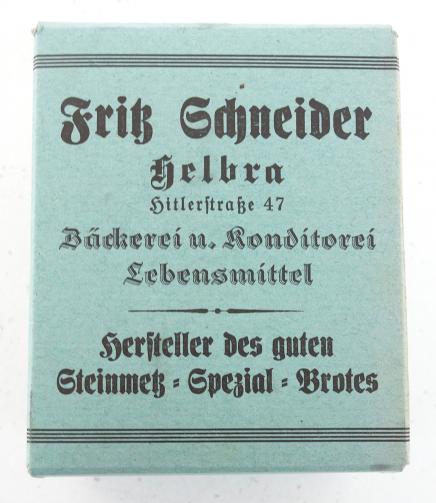 Fritz Schneider
Helbra
Hitlerstraße 47
Bäckerei u. Konditorei
Lebensmittel
Hersteller des guten
Steinmetz-Spezial-Brotes